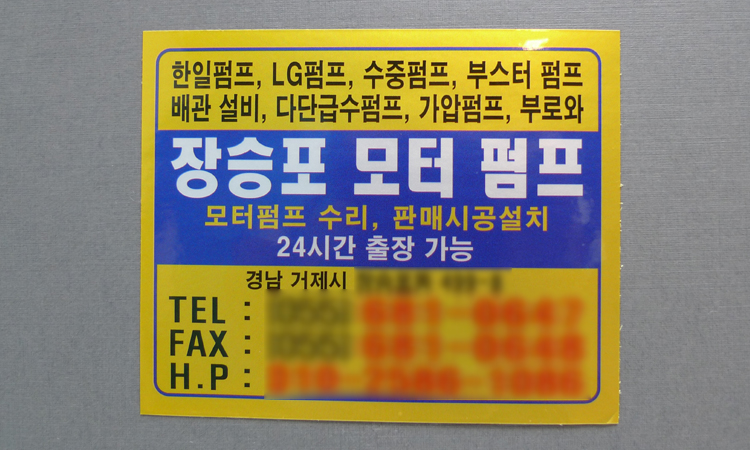 한일펌프, LG펌프, 수중펌프, 부스터 펌프
배관 설비, 다단급수펌프, 가압펌프, 부로와
장승포 모터 펌프
모터펌프 수리, 판매시공설치
24시간 출장 가능
경남 거제시
TEL :
FAX :
H.P :